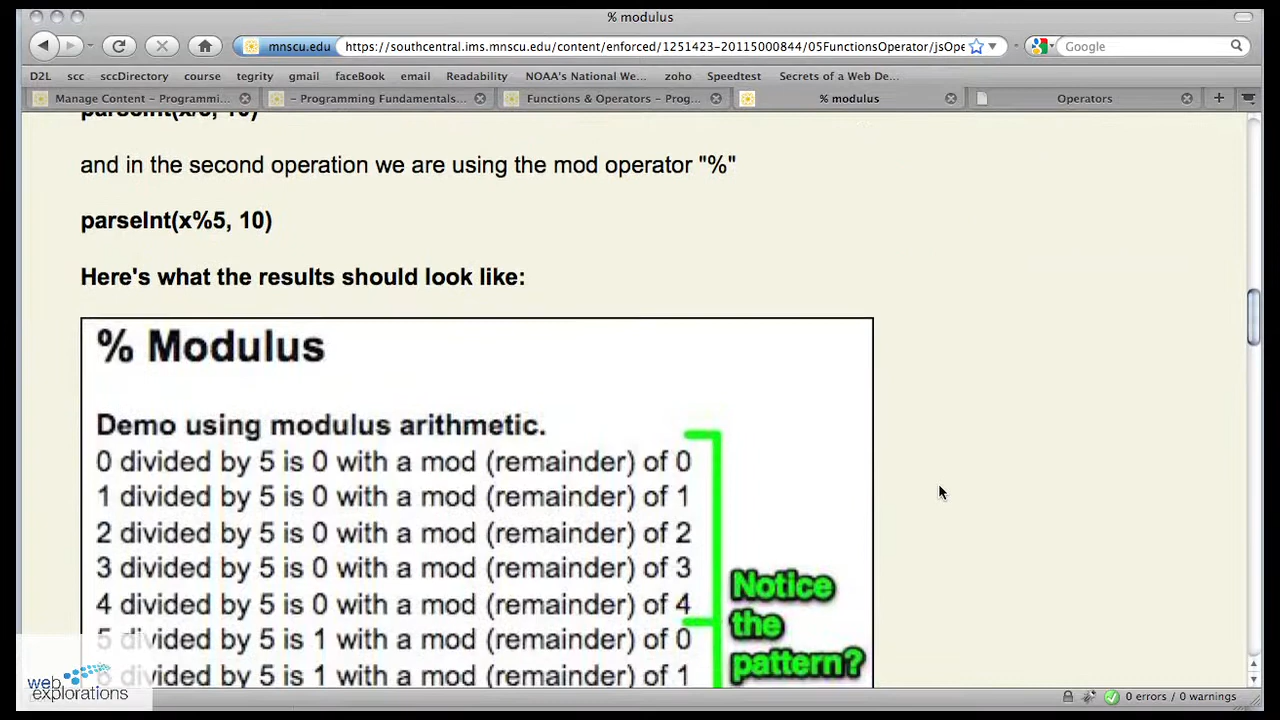 % modulus
mnscu.edu https://southcentral.ims.mnscu.edu/content/enforced/1251423-20115000844/05FunctionsOperator/jsOpe Google
D2L scc sccDirectory course tegrity gmail faceBook email Readability NOAA's National We... zoho Speedtest Secrets of a Web De...
Manage Content – Programmi... – Programming Fundamentals... Functions & Operators – Prog... % modulus Operators
parseInt(x/5, 10)
and in the second operation we are using the mod operator "%"
parseInt(x%5, 10)
Here's what the results should look like:
% Modulus
Demo using modulus arithmetic.
0 divided by 5 is 0 with a mod (remainder) of 0
1 divided by 5 is 0 with a mod (remainder) of 1
2 divided by 5 is 0 with a mod (remainder) of 2
3 divided by 5 is 0 with a mod (remainder) of 3
4 divided by 5 is 0 with a mod (remainder) of 4
5 divided by 5 is 1 with a mod (remainder) of 0
6 divided by 5 is 1 with a mod (remainder) of 1
Notice
the
pattern?
web
explorations
0 errors / 0 warnings